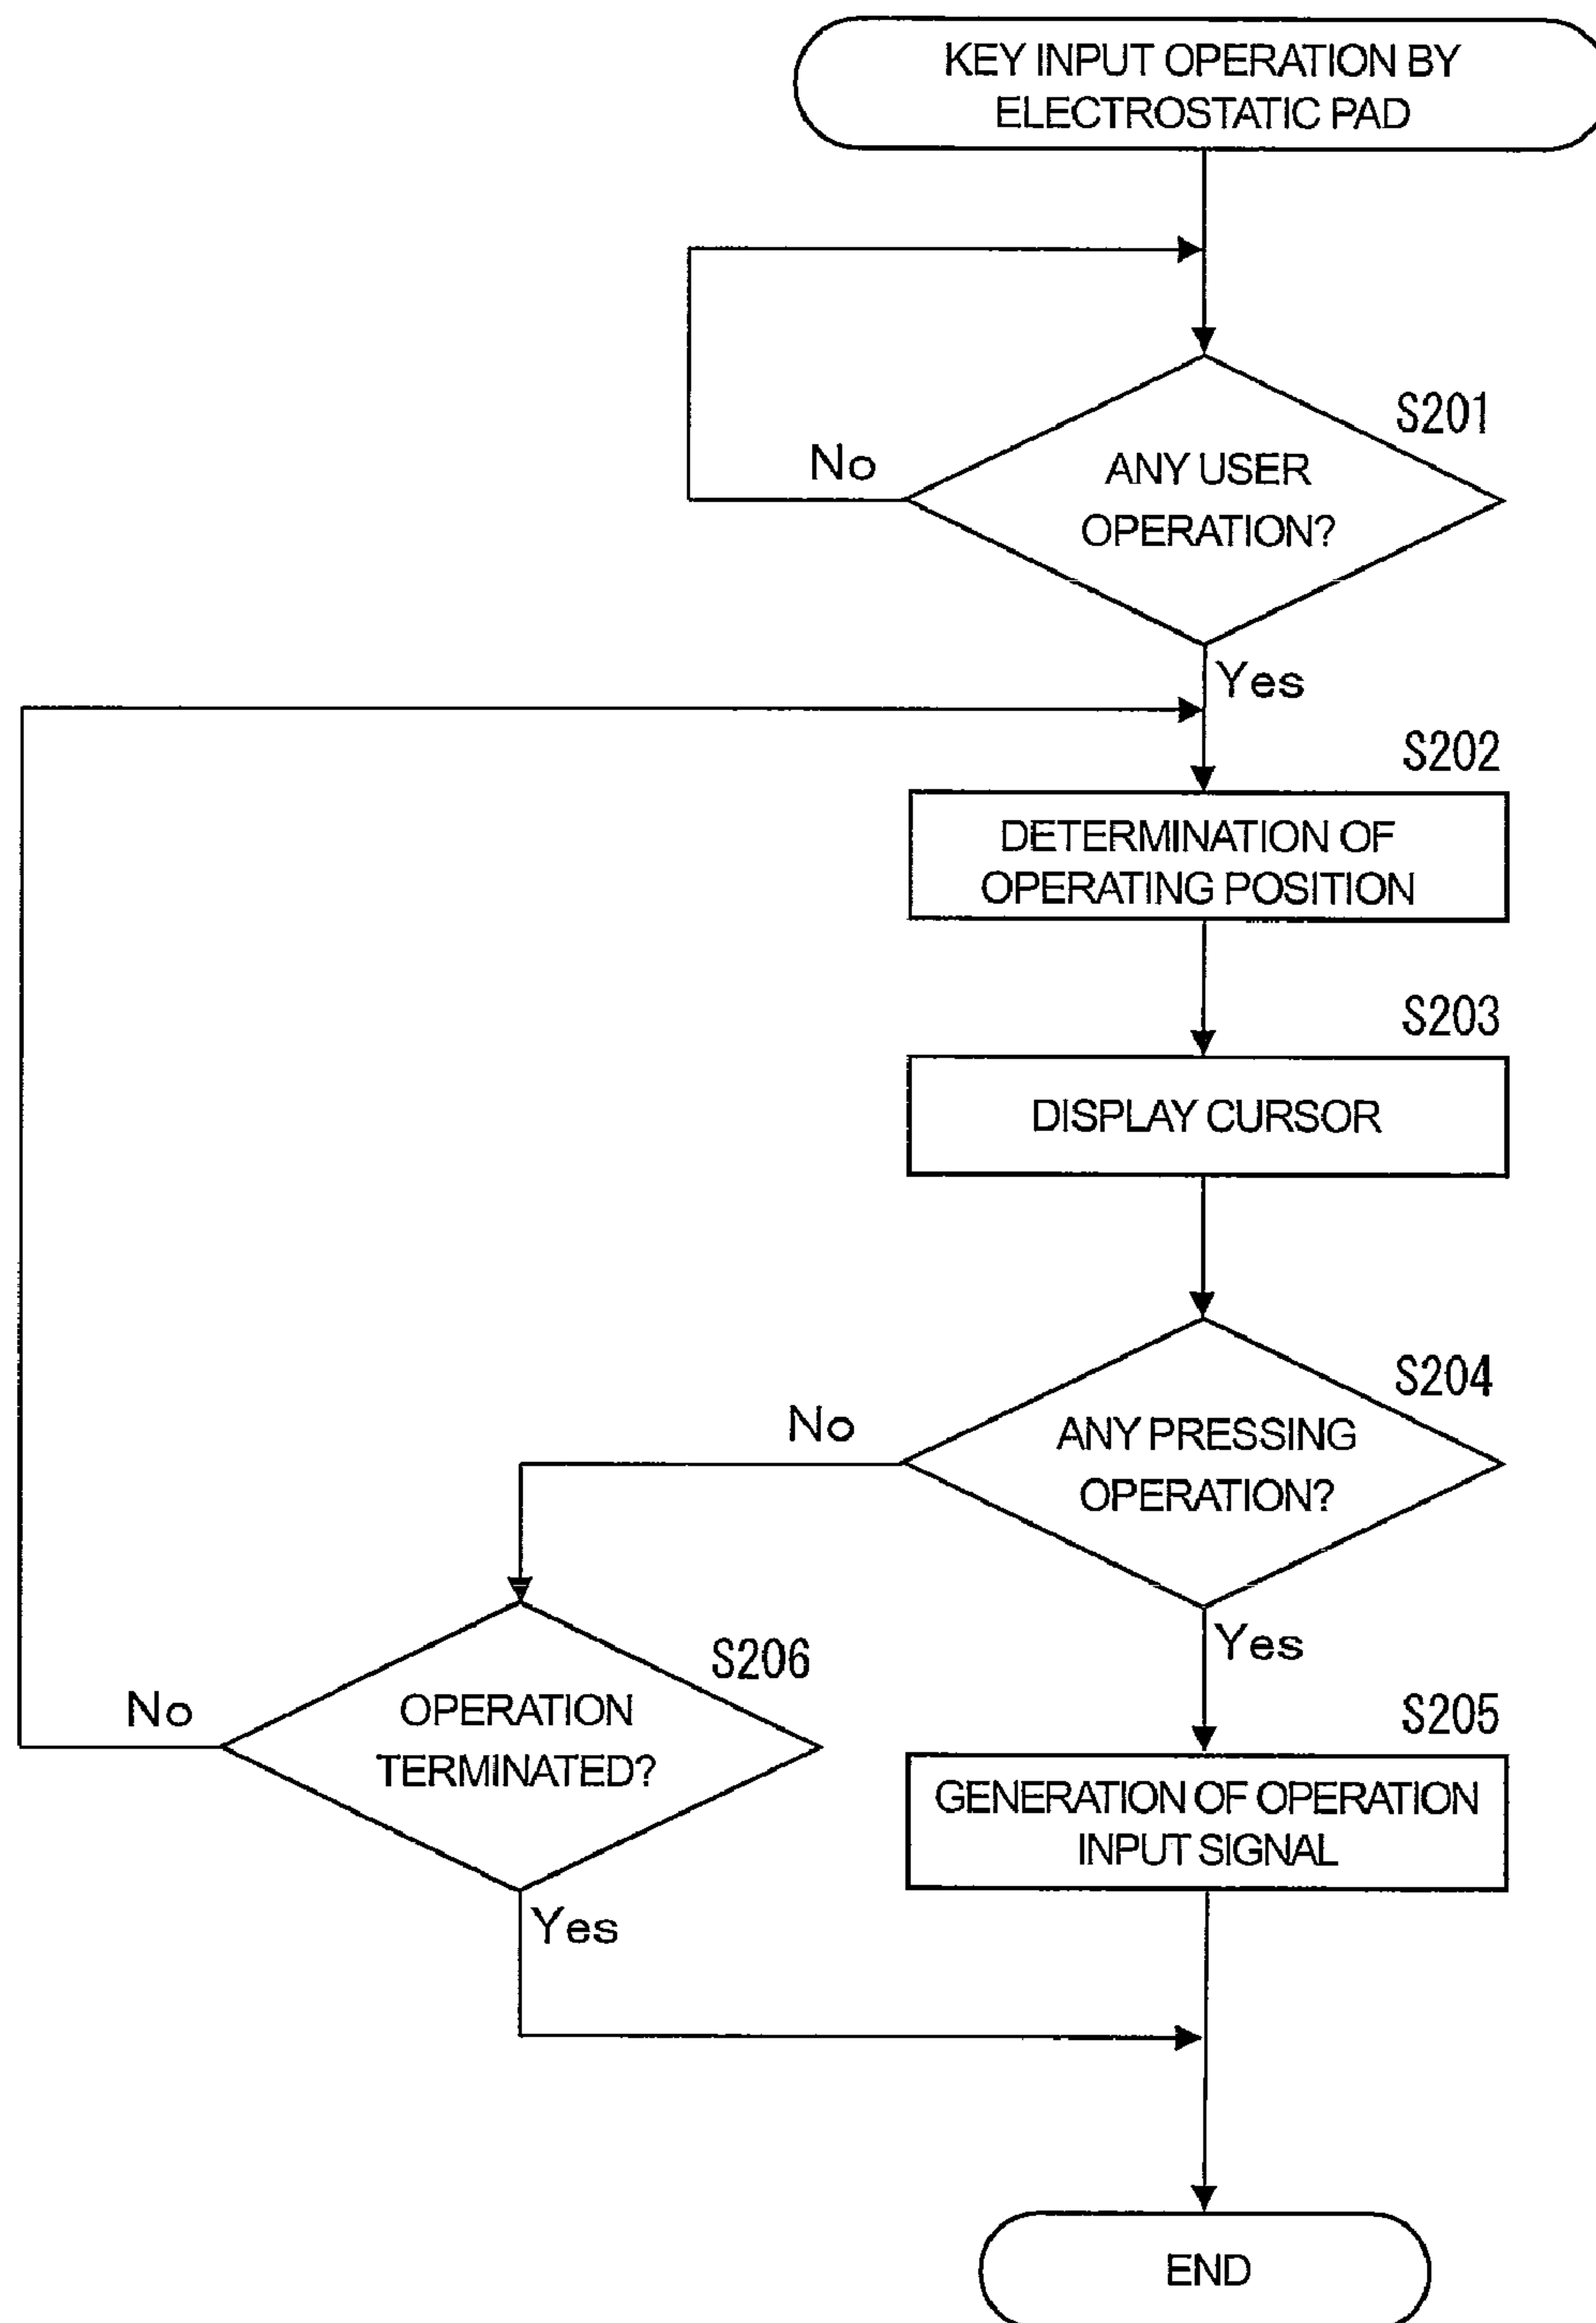 KEY INPUT OPERATION BY
ELECTROSTATIC PAD
S201
No
ANY USER
OPERATION?
Yes
S202
DETERMINATION OF
OPERATING POSITION
S203
DISPLAY CURSOR
S204
No
ANY PRESSING
OPERATION?
Yes
S206
No
OPERATION
TERMINATED?
S205
GENERATION OF OPERATION
INPUT SIGNAL
Yes
END